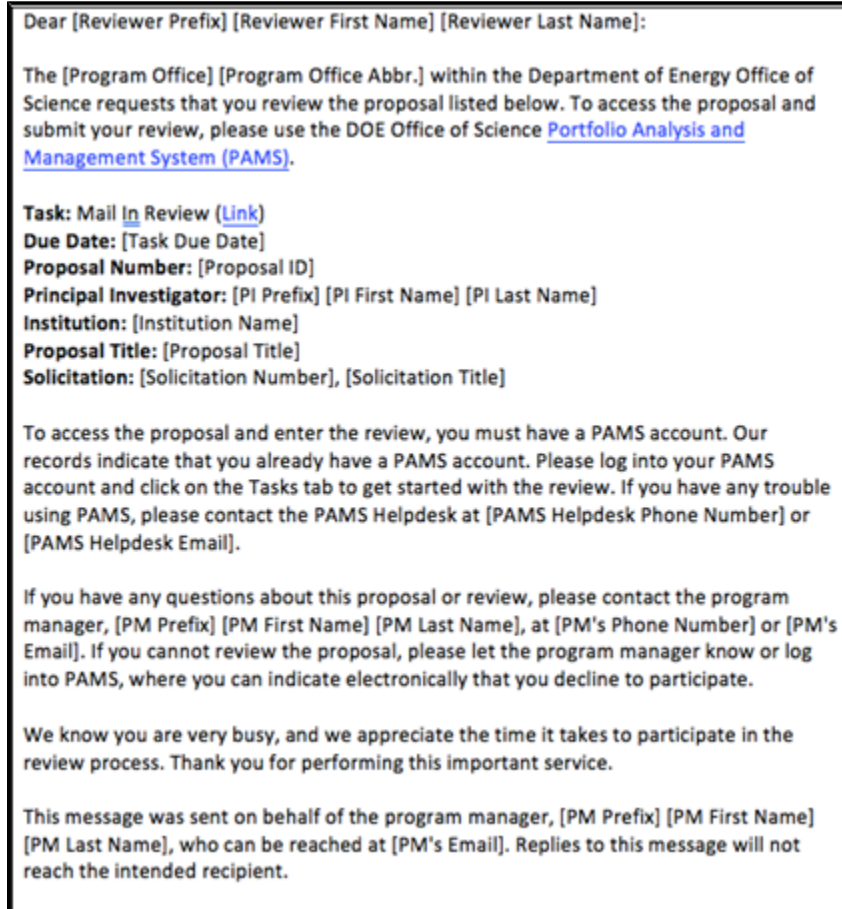 Dear [Reviewer Prefix] [Reviewer First Name] [Reviewer Last Name]:
The [Program Office] [Program Office Abbr.] within the Department of Energy Office of
Science requests that you review the proposal listed below. To access the proposal and
submit your review, please use the DOE Office of Science Portfolio Analysis and
Management System (PAMS).
Task: Mail In Review (Link)
Due Date: [Task Due Date]
Proposal Number: [Proposal ID]
Principal Investigator: [PI Prefix] [PI First Name] [PI Last Name]
Institution: [Institution Name]
Proposal Title: [Proposal Title]
Solicitation: [Solicitation Number], [Solicitation Title]
To access the proposal and enter the review, you must have a PAMS account. Our
records indicate that you already have a PAMS account. Please log into your PAMS
account and click on the Tasks tab to get started with the review. If you have any trouble
using PAMS, please contact the PAMS Helpdesk at [PAMS Helpdesk Phone Number] or
[PAMS Helpdesk Email].
If you have any questions about this proposal or review, please contact the program
manager, [PM Prefix] [PM First Name] [PM Last Name], at [PM's Phone Number] or [PM's
Email]. If you cannot review the proposal, please let the program manager know or log
into PAMS, where you can indicate electronically that you decline to participate.
We know you are very busy, and we appreciate the time it takes to participate in the
review process. Thank you for performing this important service.
This message was sent on behalf of the program manager, [PM Prefix] [PM First Name]
[PM Last Name], who can be reached at [PM's Email]. Replies to this message will not
reach the intended recipient.